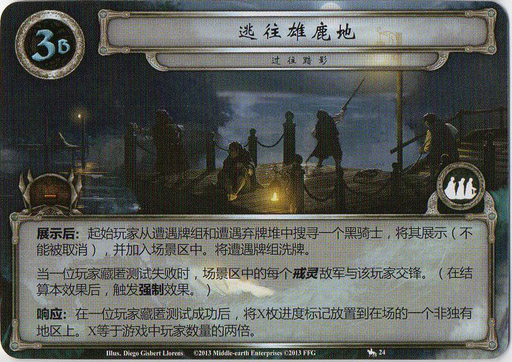 3B
逃往雄鹿地
过往黯影
展示后：起始玩家从遭遇牌组和遭遇弃牌堆中搜寻一个黑骑士，将其展示（不
能被取消），并加入场景区中。将遭遇牌组洗牌。
当一位玩家藏匿测试失败时，场景区中的每个戒灵敌军与该玩家交锋。（在结
算本效果后，触发强制效果。）
响应：在一位玩家藏匿测试成功后，将X枚进度标记放置到在场的一个非独有
地区上。X等于游戏中玩家数量的两倍。
Illus. Diego Gisbert Llorens ©2013 Middle-earth Enterprises ©2013 FFG 24